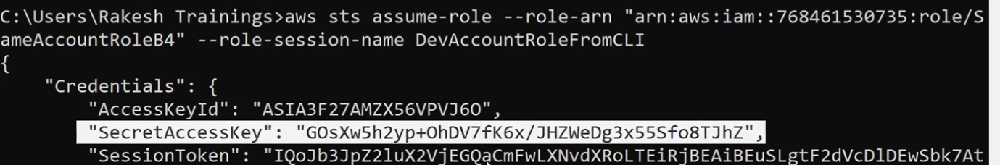 C:\Users\Rakesh Trainings>aws sts assume-role --role-arn "arn:aws:iam::768461530735:role/S
ameAccountRoleB4" --role-session-name DevAccountRoleFromCLI
{
"Credentials": {
"AccessKeyId": "ASIA3F27AMZX56VPVJ6O",
"SecretAccessKey": "GOsXw5h2yp+OhDV7fK6x/JHZWeDg3x55Sfo8TJhZ",
"SessionToken": "IQoJb3JpZ2luX2VjEGQaCmFwLXNvdXRoLTEiRjBEAiBEuSLgtF2dVcDlDEwSbk7At